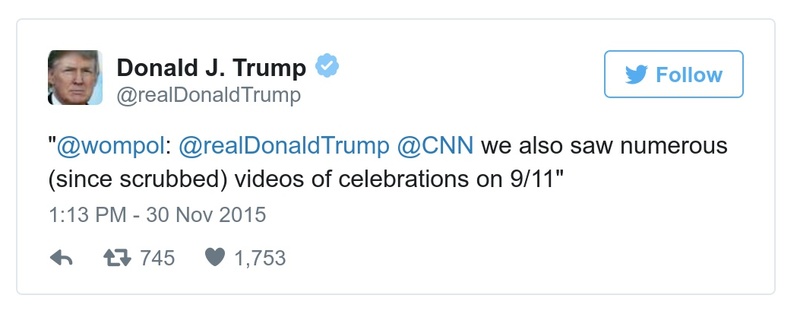 Donald J. Trump
@realDonaldTrump
Follow
"@wompol: @realDonaldTrump @CNN we also saw numerous
(since scrubbed) videos of celebrations on 9/11"
1:13 PM - 30 Nov 2015
745 1,753